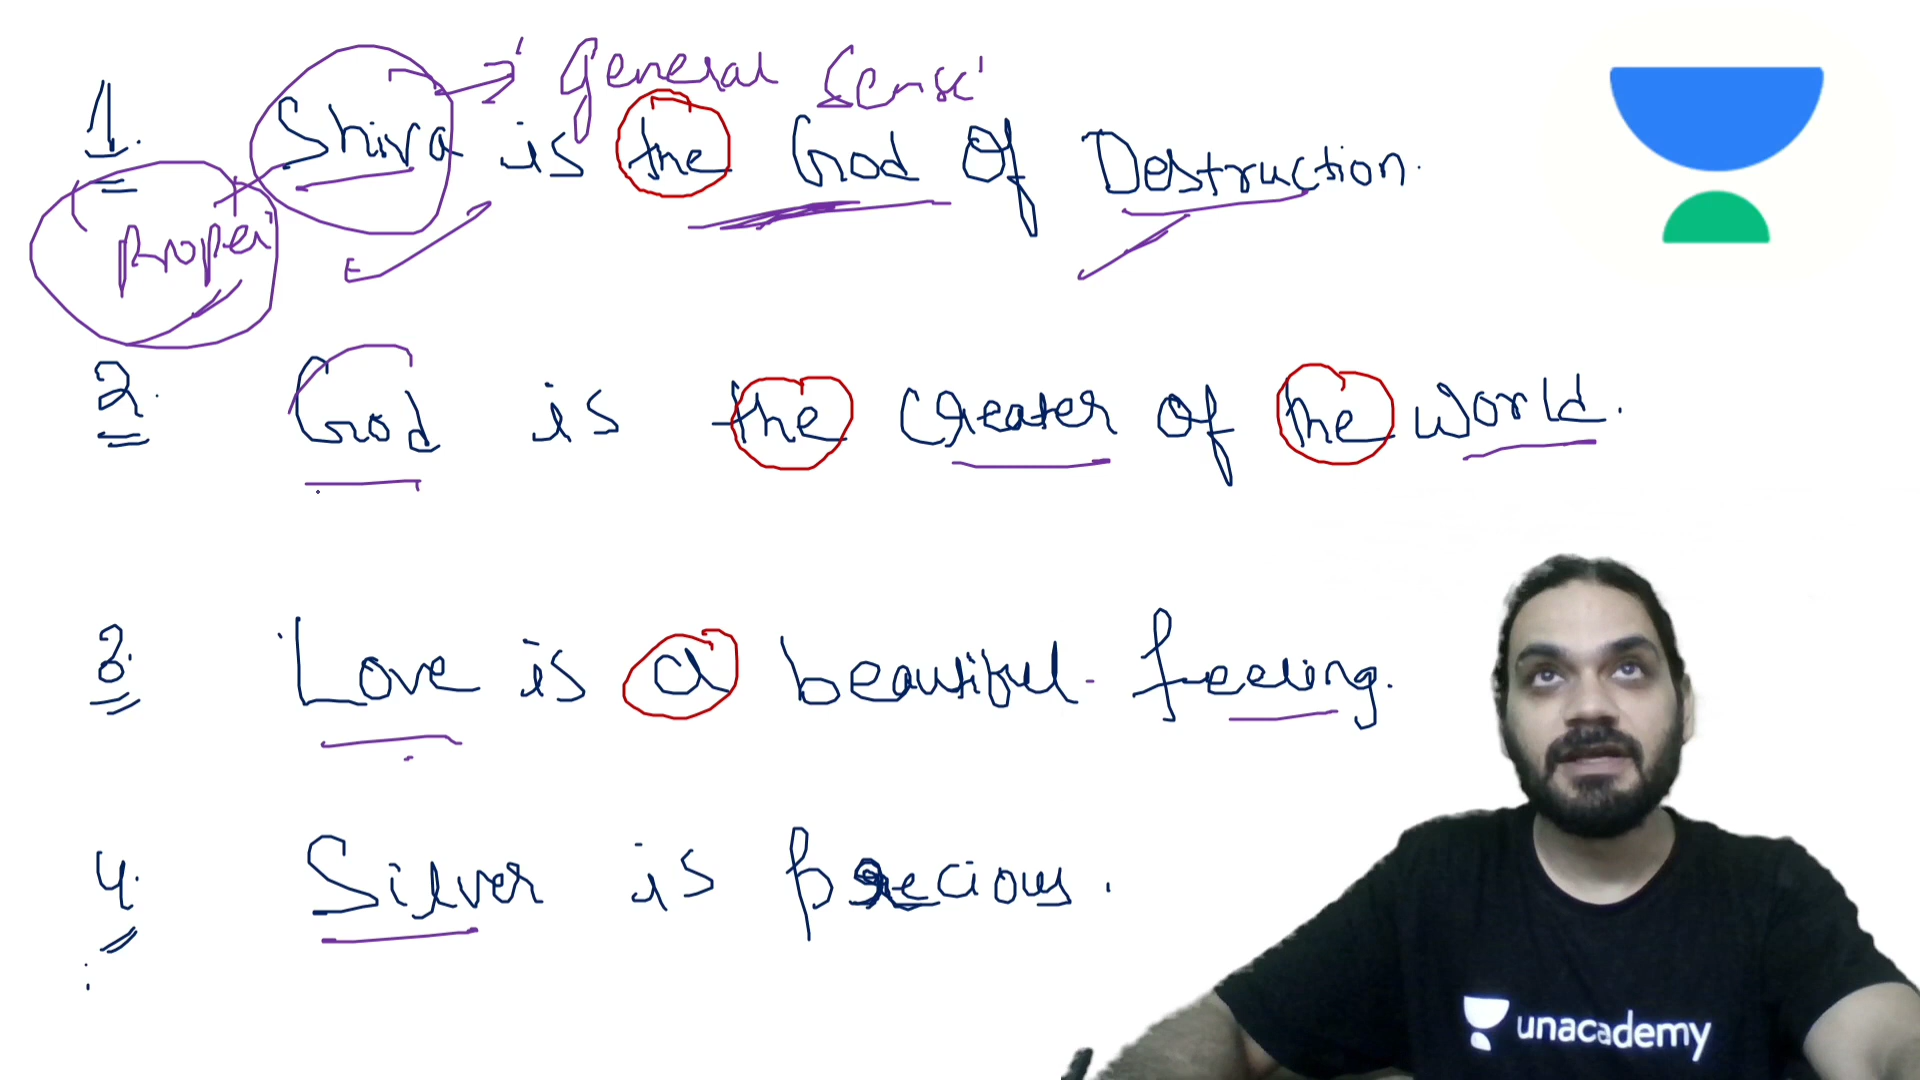 'General Sense'
1. Shiva is the God Of Destruction.
Proper
2. God is the Creater of the world.
3. Love is a beautiful feeling.
4. Silver is precious.
unacademy